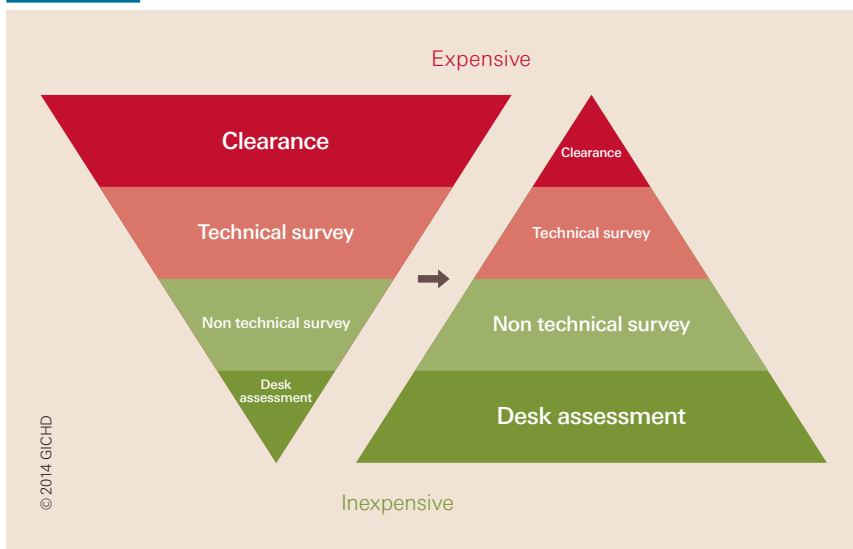 Expensive
Clearance
Technical survey
Non technical survey
Desk
assessment
Clearance
Technical survey
Non technical survey
Desk assessment
Inexpensive
© 2014 GICHD